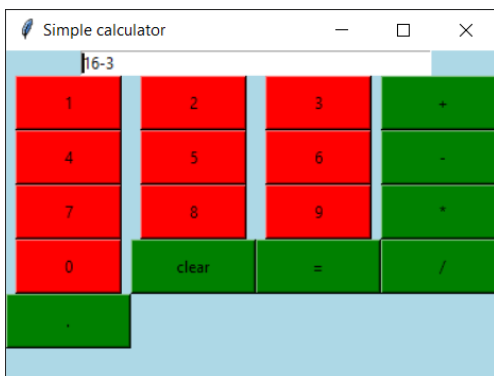 Simple calculator
16-3
1 2 3 +
4 5 6 -
7 8 9 *
0 clear = /
.